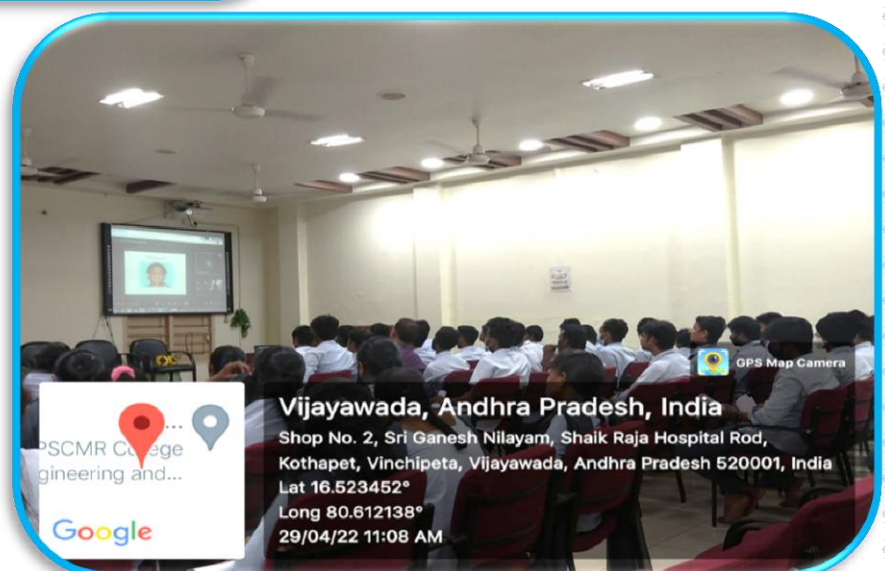 GPS Map Camera
Vijayawada, Andhra Pradesh, India
Shop No. 2, Sri Ganesh Nilayam, Shaik Raja Hospital Rod,
Kothapet, Vinchipeta, Vijayawada, Andhra Pradesh 520001, India
Lat 16.523452°
Long 80.612138°
29/04/22 11:08 AM
...
PSCMR C ege
gineering and...
Google